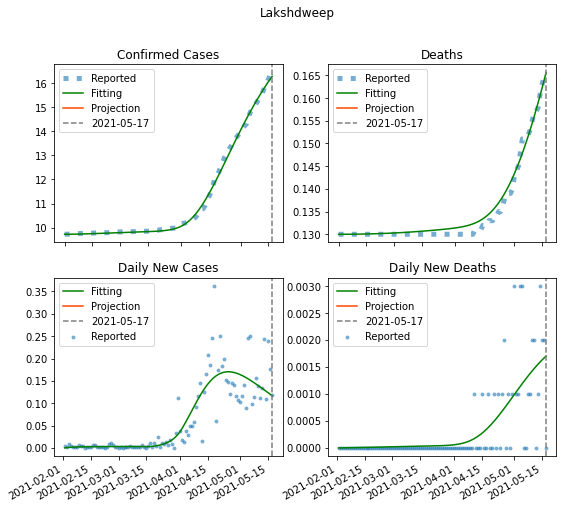 Lakshdweep
Confirmed Cases
16
15
14
13
12
11
10
Reported
Fitting
Projection
2021-05-17
Deaths
0.165
0.160
0.155
0.150
0.145
0.140
0.135
0.130
Reported
Fitting
Projection
2021-05-17
Daily New Cases
0.35
0.30
0.25
0.20
0.15
0.10
0.05
0.00
Fitting
Projection
2021-05-17
Reported
2021-02-01
2021-02-15
2021-03-01
2021-03-15
2021-04-01
2021-04-15
2021-05-01
2021-05-15
Daily New Deaths
0.0030
0.0025
0.0020
0.0015
0.0010
0.0005
0.0000
Fitting
Projection
2021-05-17
Reported
2021-02-01
2021-02-15
2021-03-01
2021-03-15
2021-04-01
2021-04-15
2021-05-01
2021-05-15